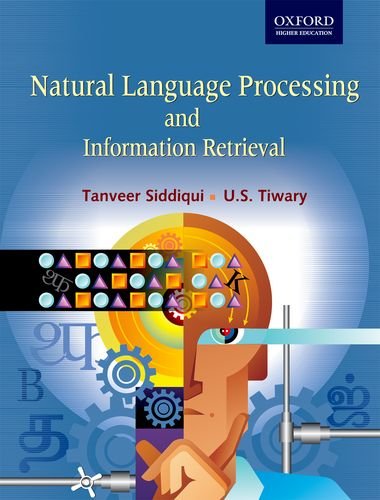 OXFORD
HIGHER EDUCATION
Natural Language Processing
and
Information Retrieval
Tanveer Siddiqui ▪ U.S. Tiwary
K
B
த
ஐ